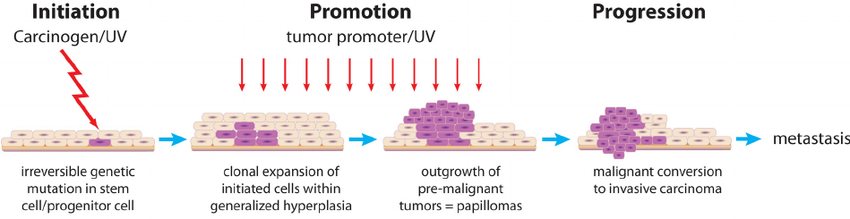 Initiation
Carcinogen/UV
Promotion
tumor promoter/UV
Progression
irreversible genetic
mutation in stem
cell/progenitor cell
clonal expansion of
initiated cells within
generalized hyperplasia
outgrowth of
pre-malignant
tumors = papillomas
malignant conversion
to invasive carcinoma
metastasis